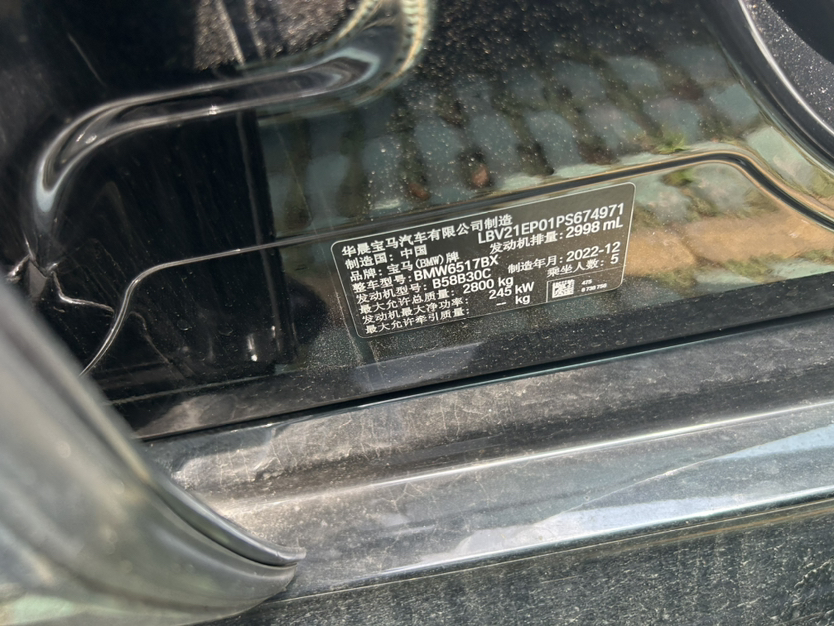 华晨宝马汽车有限公司制造
制造国：中国 LBV21EP01PS674971
品牌：宝马(BMW)牌 发动机排量：2998 mL
整车型号：BMW6517BX
发动机型号：B58B30C 制造年月：2022-12
最大允许总质量：2800 kg 乘坐人数：5
发动机最大净功率：245 kW
最大允许牵引质量：— kg